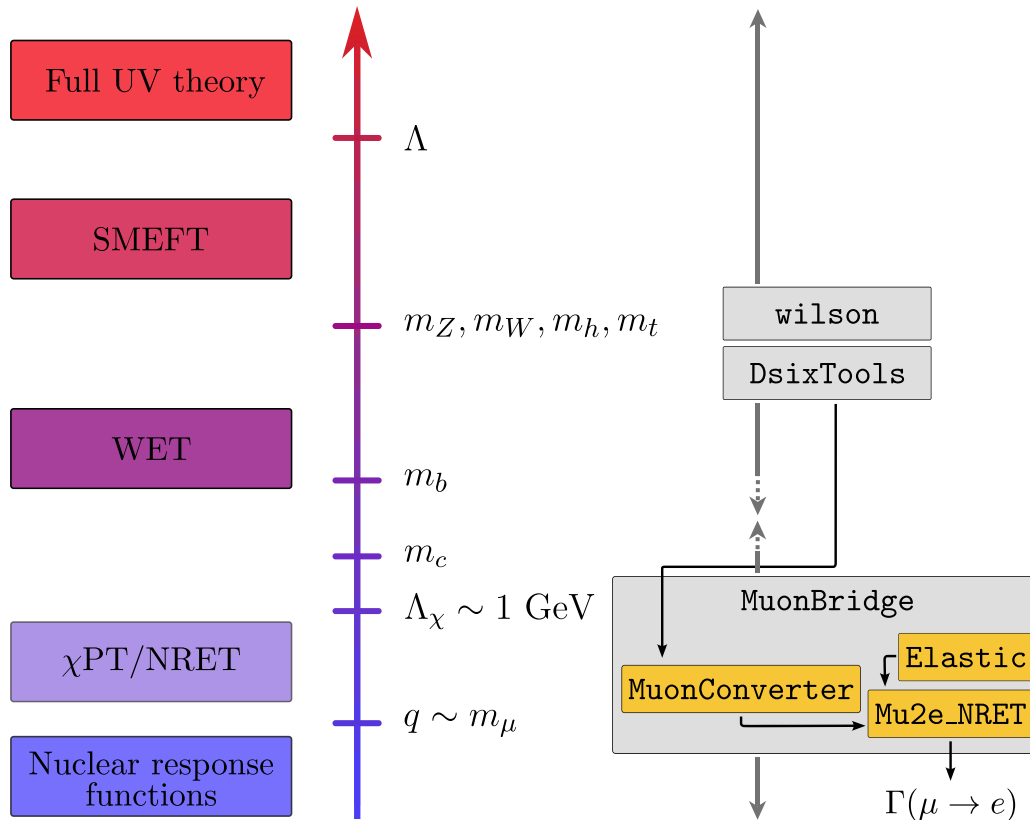 Full UV theory
Λ
SMEFT
m_Z, m_W, m_h, m_t
wilson
DsixTools
WET
m_b
m_c
Λ_χ ∼ 1 GeV
MuonBridge
χPT/NRET
Elastic
MuonConverter
Mu2e_NRET
q ∼ m_μ
Nuclear response
functions
Γ(μ → e)